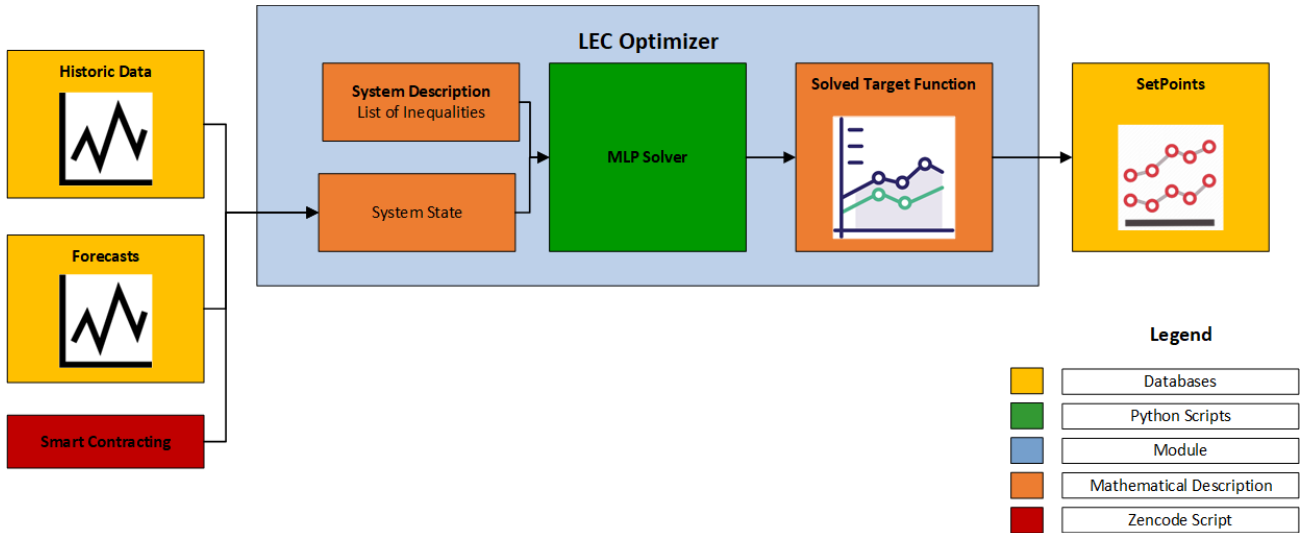 LEC Optimizer
Historic Data
System Description
List of Inequalities
MLP Solver
Solved Target Function
SetPoints
System State
Forecasts
Smart Contracting
Legend
Databases
Python Scripts
Module
Mathematical Description
Zencode Script